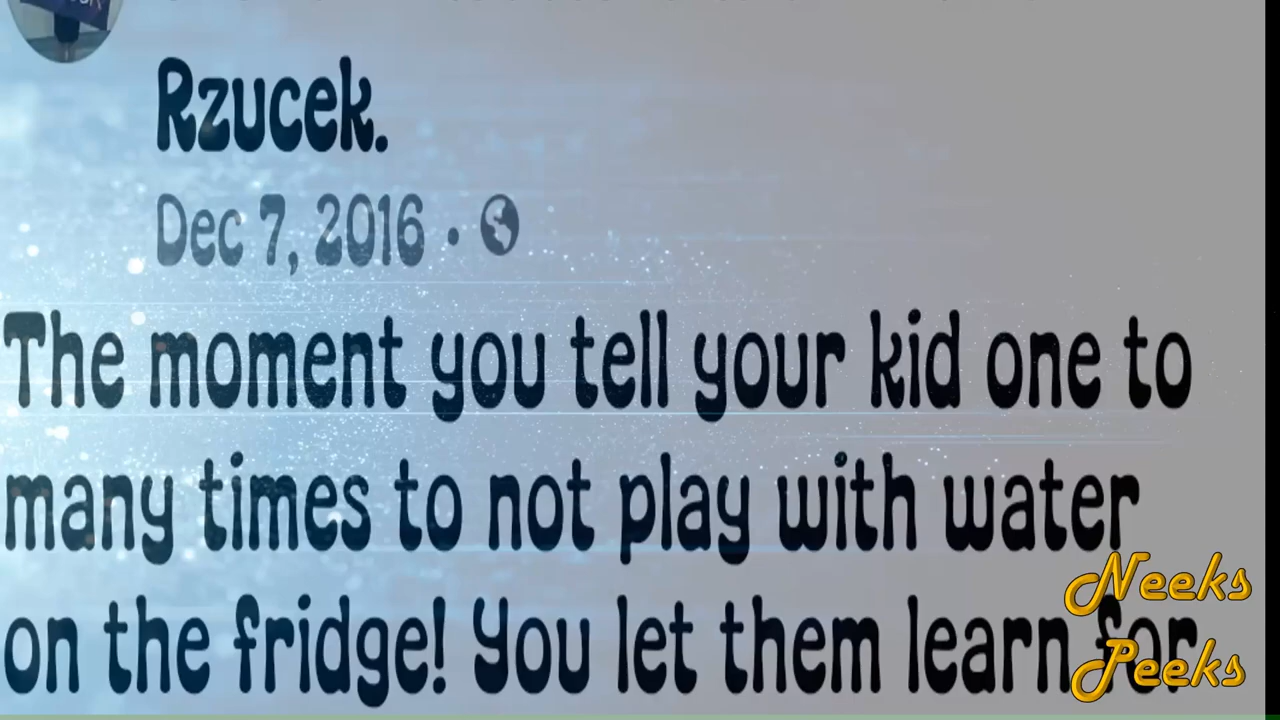 Rzucek.
Dec 7, 2016 •
The moment you tell your kid one to
many times to not play with water
on the fridge! You let them learn for
Neeks
Peeks